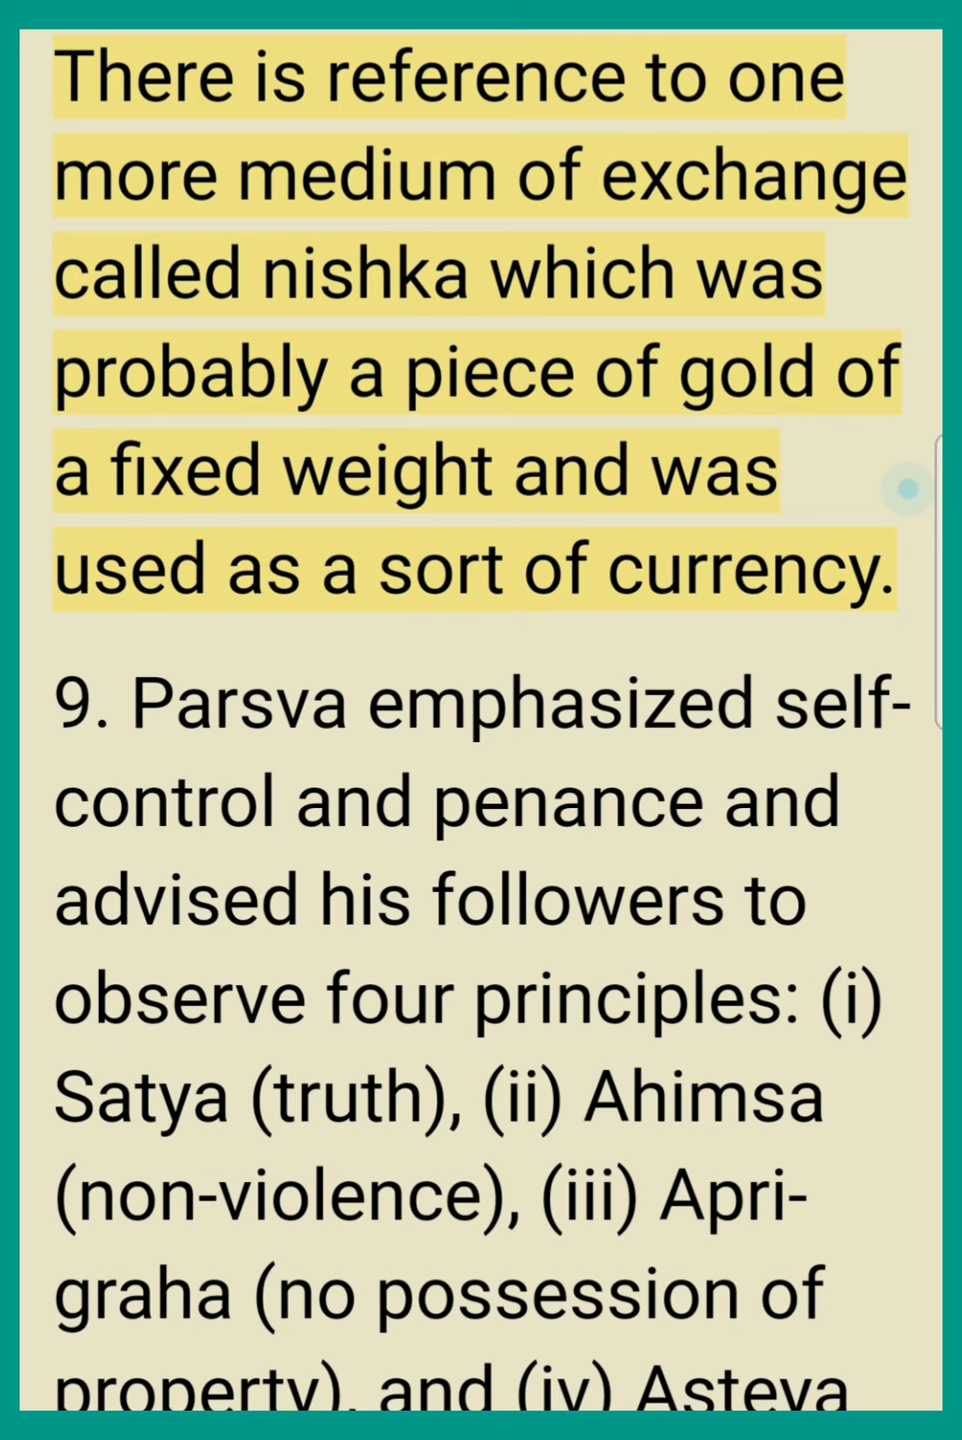 There is reference to one
more medium of exchange
called nishka which was
probably a piece of gold of
a fixed weight and was
used as a sort of currency.
9. Parsva emphasized self-
control and penance and
advised his followers to
observe four principles: (i)
Satya (truth), (ii) Ahimsa
(non-violence), (iii) Apri-
graha (no possession of
property), and (iv) Asteya